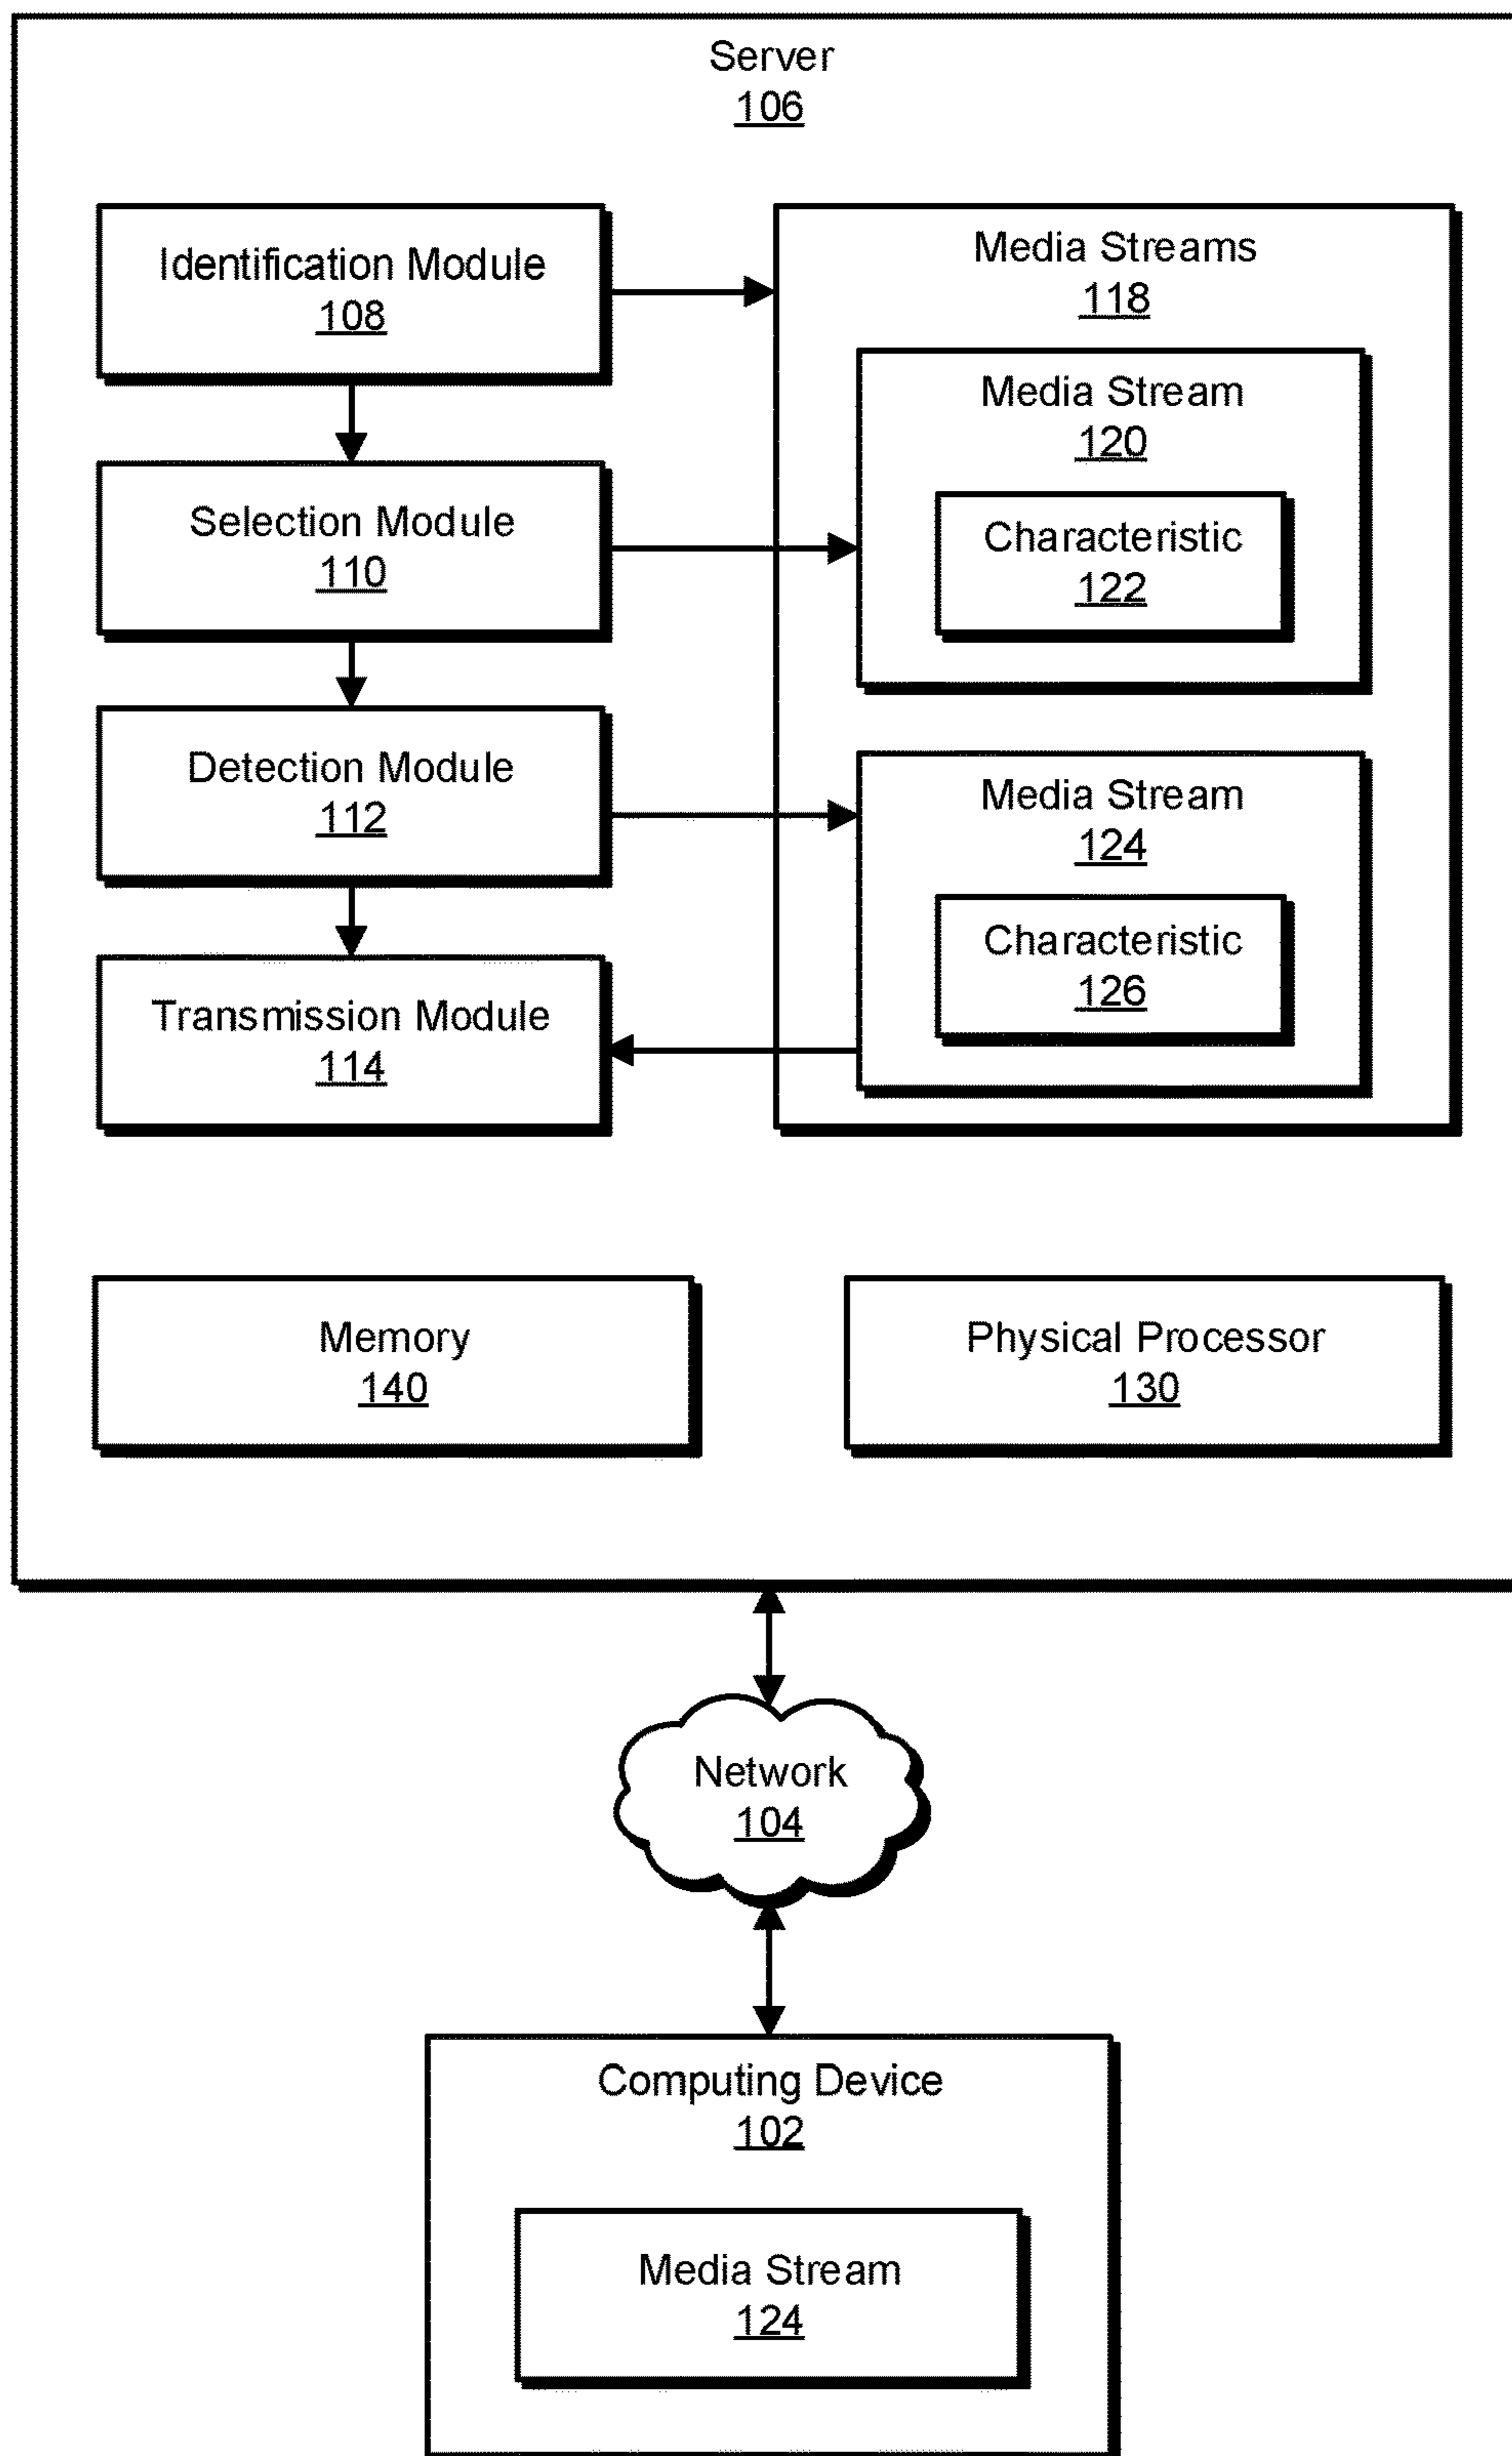 Server
106
Identification Module
108
Selection Module
110
Detection Module
112
Transmission Module
114
Media Streams
118
Media Stream
120
Characteristic
122
Media Stream
124
Characteristic
126
Memory
140
Physical Processor
130
Network
104
Computing Device
102
Media Stream
124